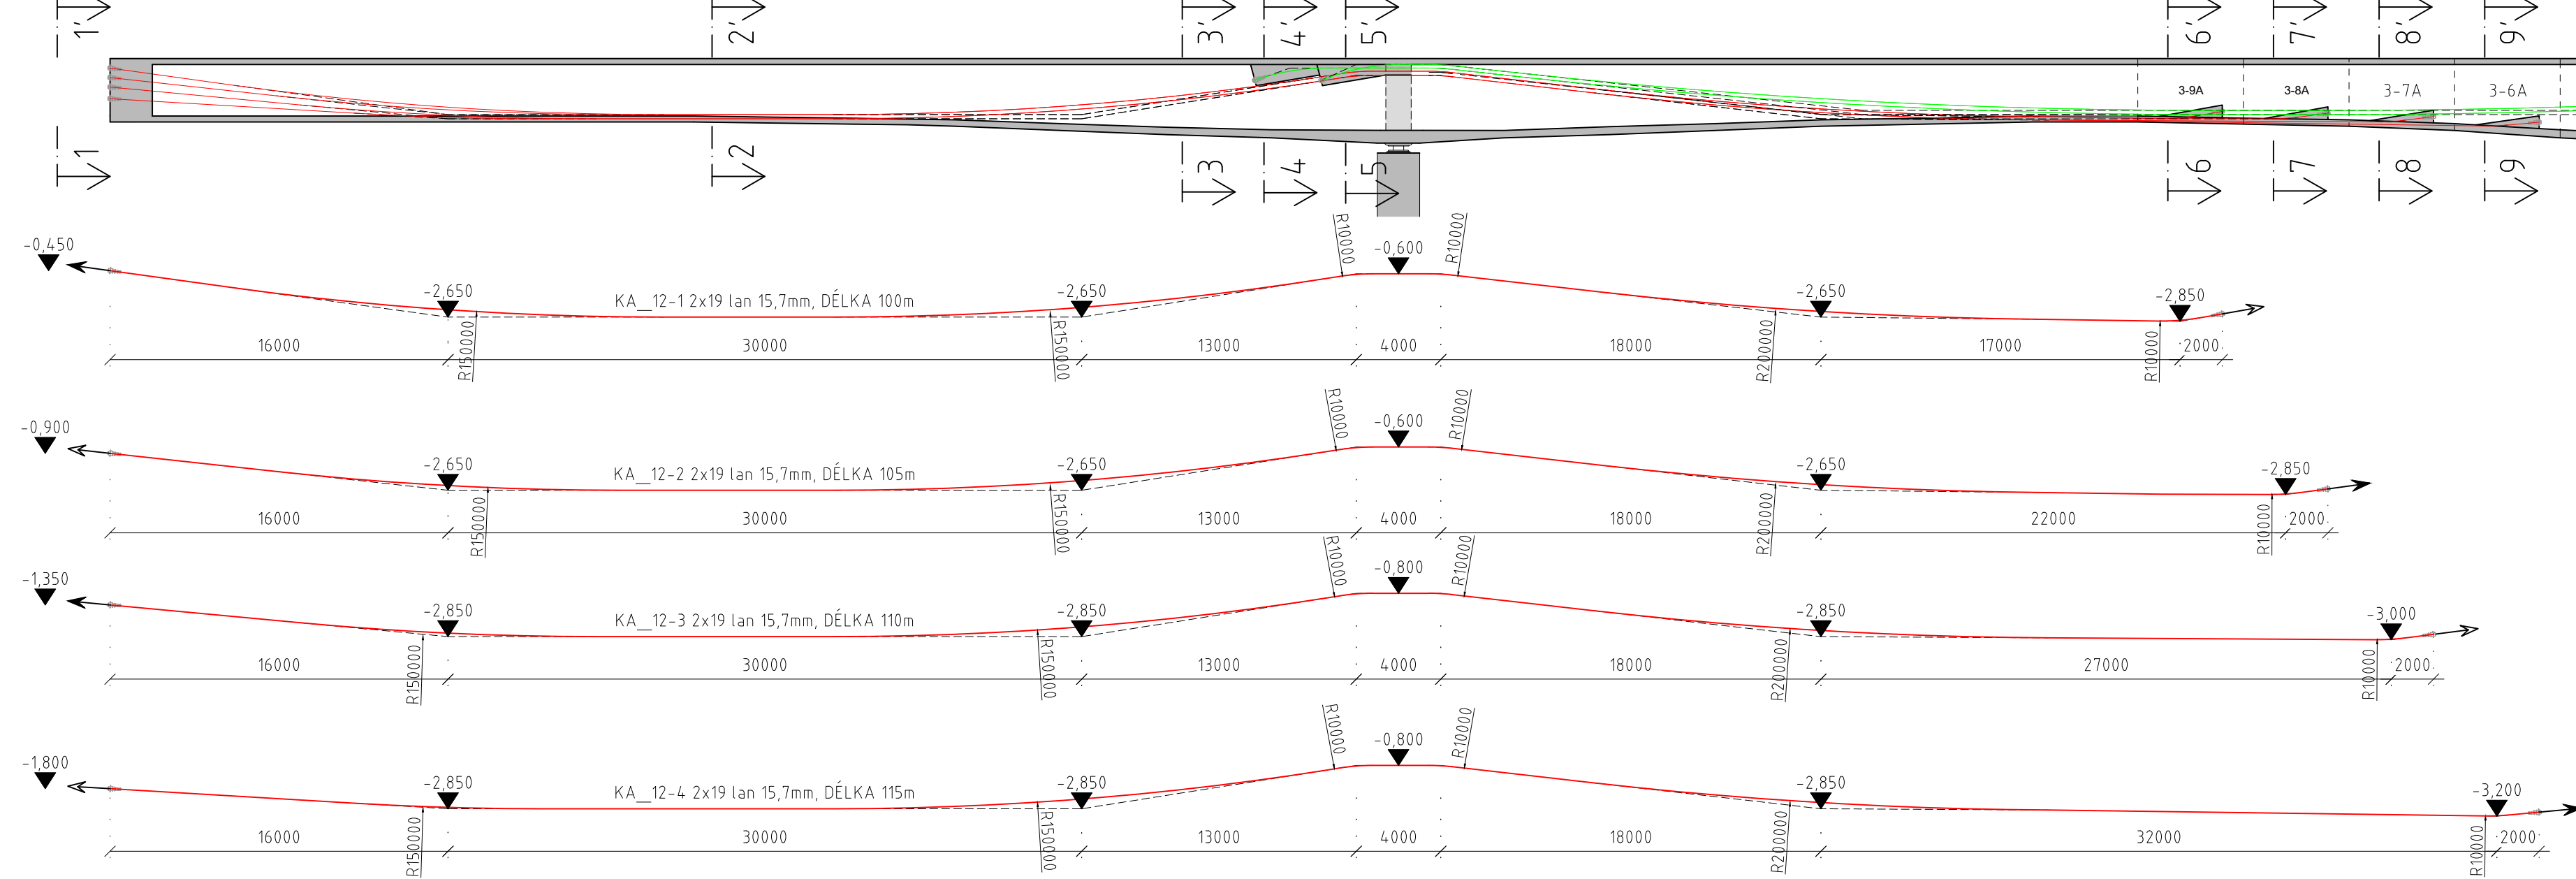 1' 2' 3' 4' 5' 6' 7' 8' 9'
3-9A 3-8A 3-7A 3-6A
1 2 3 4 5 6 7 8 9
-0,450 -2,650 -2,650 -0,600 -2,650 -2,850
R10000 R10000
KA__12-1 2x19 lan 15,7mm, DÉLKA 100m
R150000 R150000 R200000 R10000
16000 30000 13000 4000 18000 17000 2000
-0,900 -2,650 -2,650 -0,600 -2,650 -2,850
R10000 R10000
KA__12-2 2x19 lan 15,7mm, DÉLKA 105m
R150000 R150000 R200000 R10000
16000 30000 13000 4000 18000 22000 2000
-1,350 -2,850 -2,850 -0,800 -2,850 -3,000
R10000 R10000
KA__12-3 2x19 lan 15,7mm, DÉLKA 110m
R150000 R150000 R200000 R10000
16000 30000 13000 4000 18000 27000 2000
-1,800 -2,850 -2,850 -0,800 -2,850 -3,200
R10000 R10000
KA__12-4 2x19 lan 15,7mm, DÉLKA 115m
R150000 R150000 R200000 R10000
16000 30000 13000 4000 18000 32000 2000